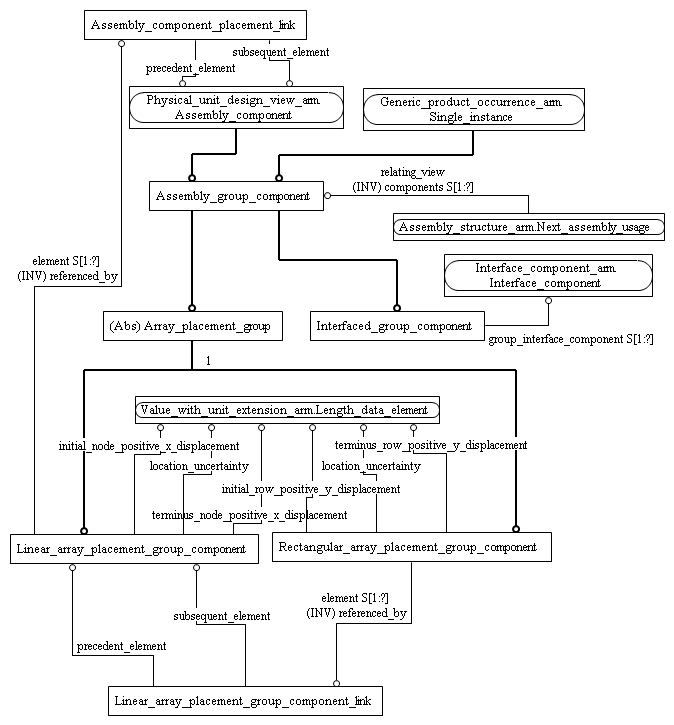 Assembly_component_placement_link
subsequent_element
precedent_element
Physical_unit_design_view_arm.
Assembly_component
Generic_product_occurrence_arm.
Single_instance
relating_view
(INV) components S[1:?]
Assembly_group_component
Assembly_structure_arm.Next_assembly_usage
element S[1:?]
(INV) referenced_by
Interface_component_arm.
Interface_component
(Abs) Array_placement_group
Interfaced_group_component
group_interface_component S[1:?]
1
Value_with_unit_extension_arm.Length_data_element
initial_node_positive_x_displacement
terminus_row_positive_y_displacement
location_uncertainty
location_uncertainty
initial_row_positive_y_displacement
terminus_node_positive_x_displacement
Linear_array_placement_group_component
Rectangular_array_placement_group_component
element S[1:?]
(INV) referenced_by
subsequent_element
precedent_element
Linear_array_placement_group_component_link